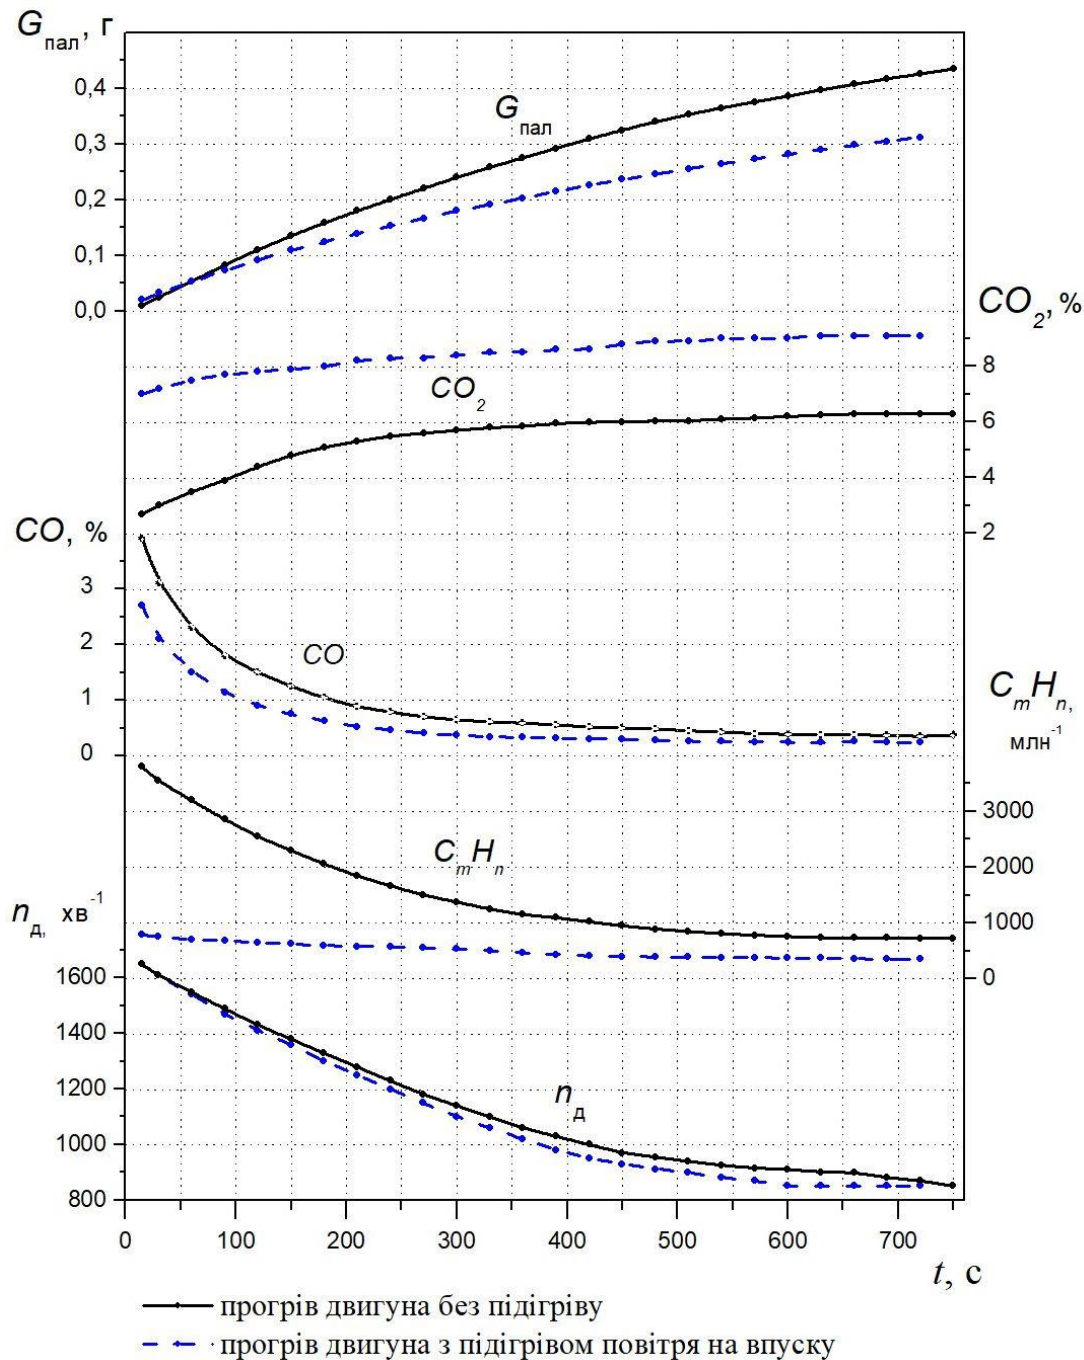 G пал, г
0,4
0,3
0,2
0,1
0,0
G пал
CO2, %
8
6
4
2
CO2
CO, %
3
2
1
0
CO
CmHn, млн-1
3000
2000
1000
0
CmHn
nд, хв-1
1600
1400
1200
1000
800
nд
0 100 200 300 400 500 600 700
t, с
прогрів двигуна без підігріву
прогрів двигуна з підігрівом повітря на впуску